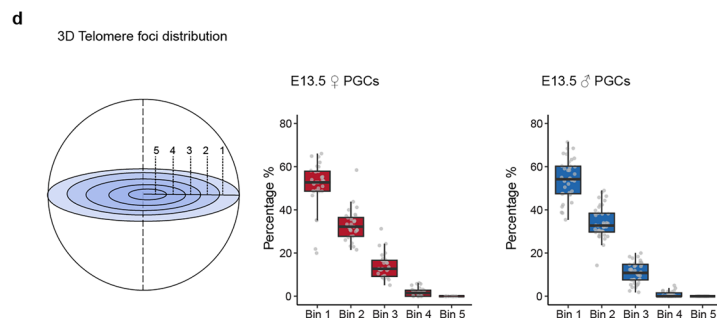 d
3D Telomere foci distribution
5 4 3 2 1
E13.5 ♀ PGCs
Percentage %
80
60
40
20
0
Bin 1 Bin 2 Bin 3 Bin 4 Bin 5
E13.5 ♂ PGCs
Percentage %
80
60
40
20
0
Bin 1 Bin 2 Bin 3 Bin 4 Bin 5